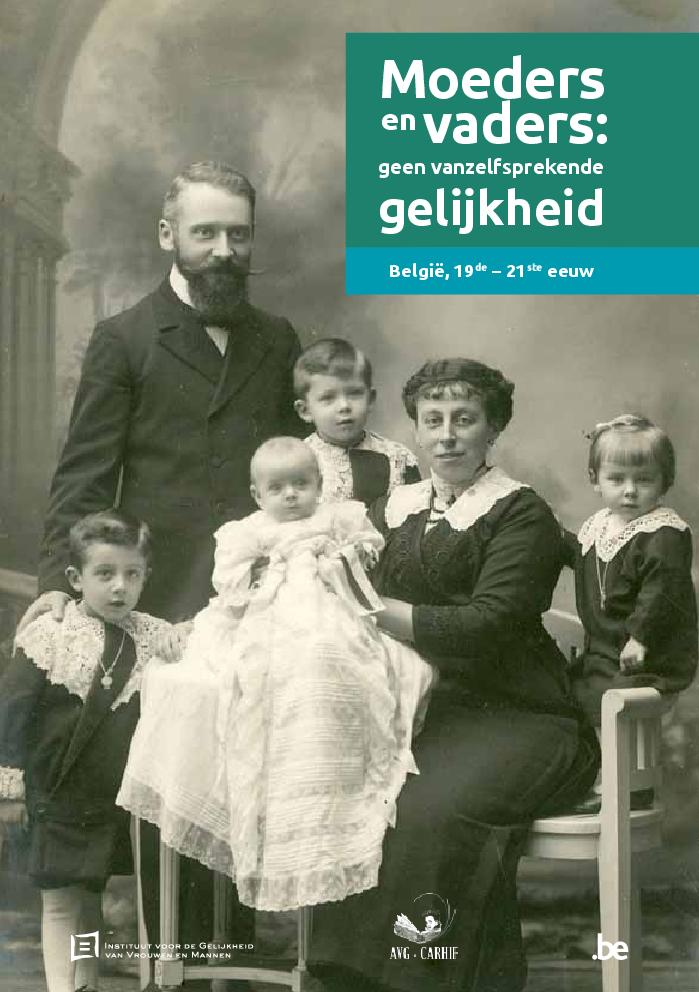 Moeders
en vaders:
geen vanzelfsprekende
gelijkheid
België, 19de – 21ste eeuw
Instituut voor de Gelijkheid
van Vrouwen en Mannen
AVG - CARHIF
.be